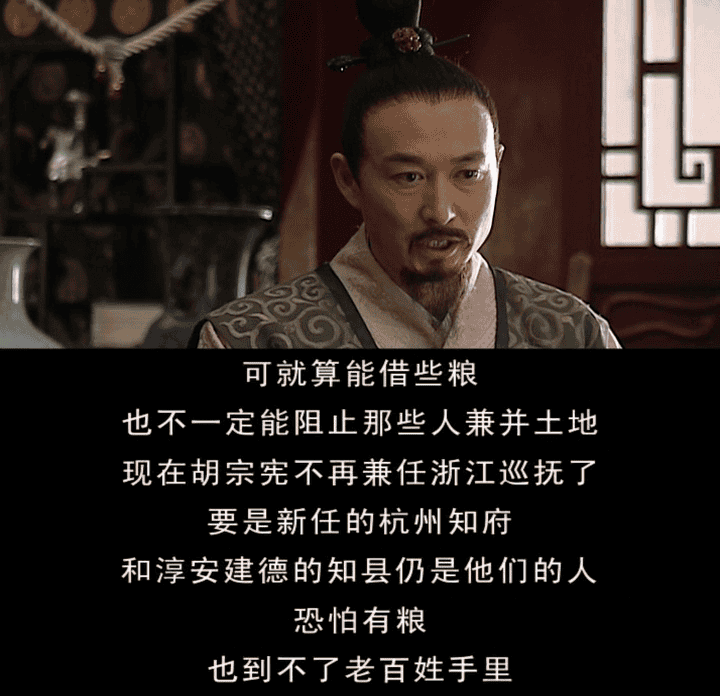 可就算能借些粮
也不一定能阻止那些人兼并土地
现在胡宗宪不再兼任浙江巡抚了
要是新任的杭州知府
和淳安建德的知县仍是他们的人
恐怕有粮
也到不了老百姓手里